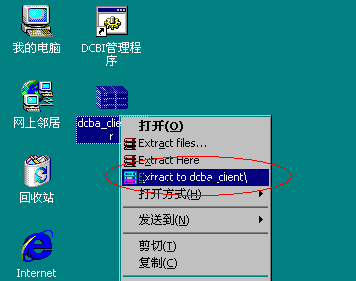 我的电脑
DCBI管理程
序
网上邻居
dcba_clie
r
回收站
Internet
打开(O)
Extract files...
Extract Here
Extract to dcba_client\
打开方式(H)
发送到(N)
剪切(T)
复制(C)